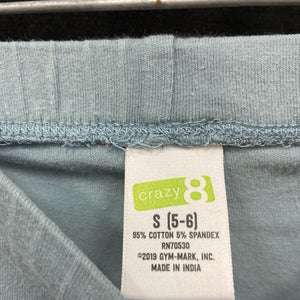 crazy 8
S (5-6)
95% COTTON 5% SPANDEX
RN70530
©2019 GYM-MARK, INC.
MADE IN INDIA